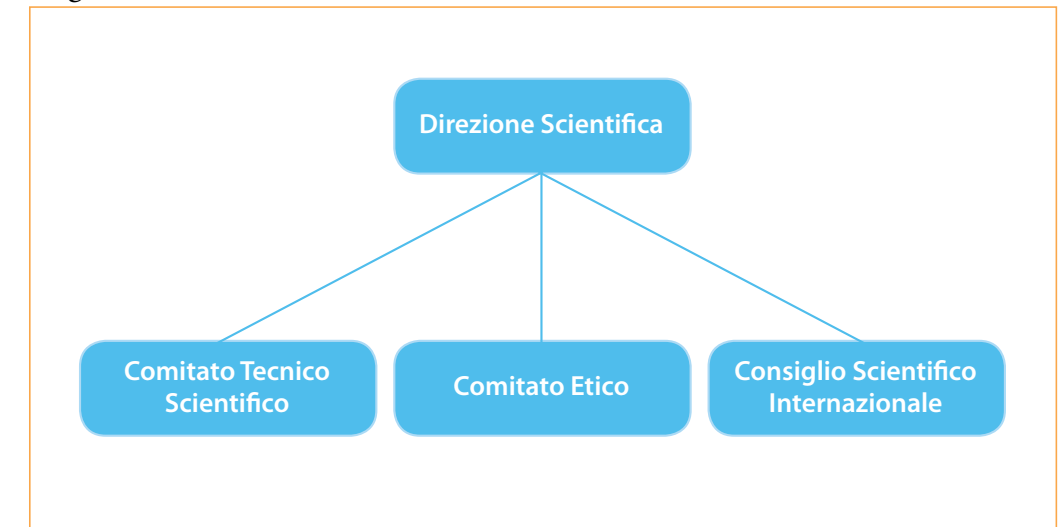 Direzione Scientifica
Comitato Tecnico
Scientifico
Comitato Etico
Consiglio Scientifico
Internazionale